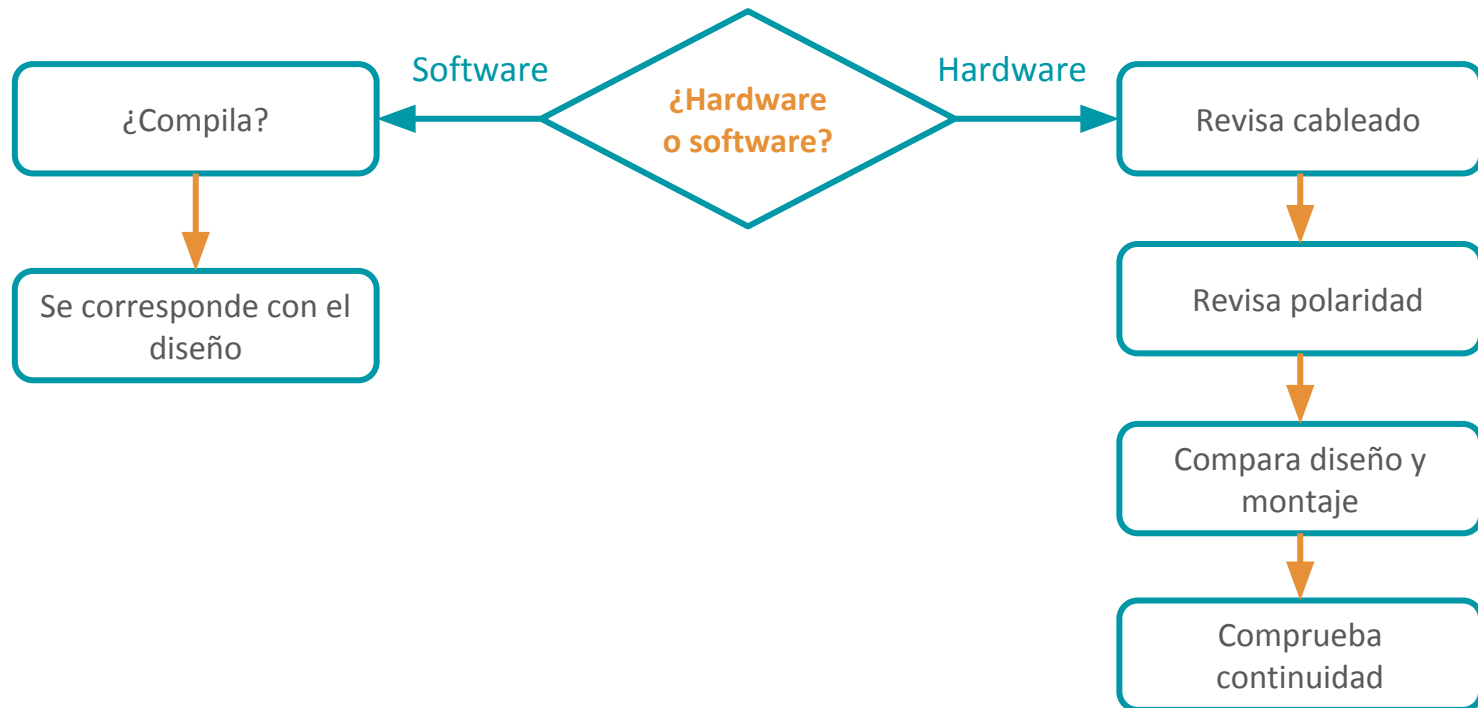 Software
¿Hardware
o software?
Hardware
¿Compila?
Se corresponde con el
diseño
Revisa cableado
Revisa polaridad
Compara diseño y
montaje
Comprueba
continuidad